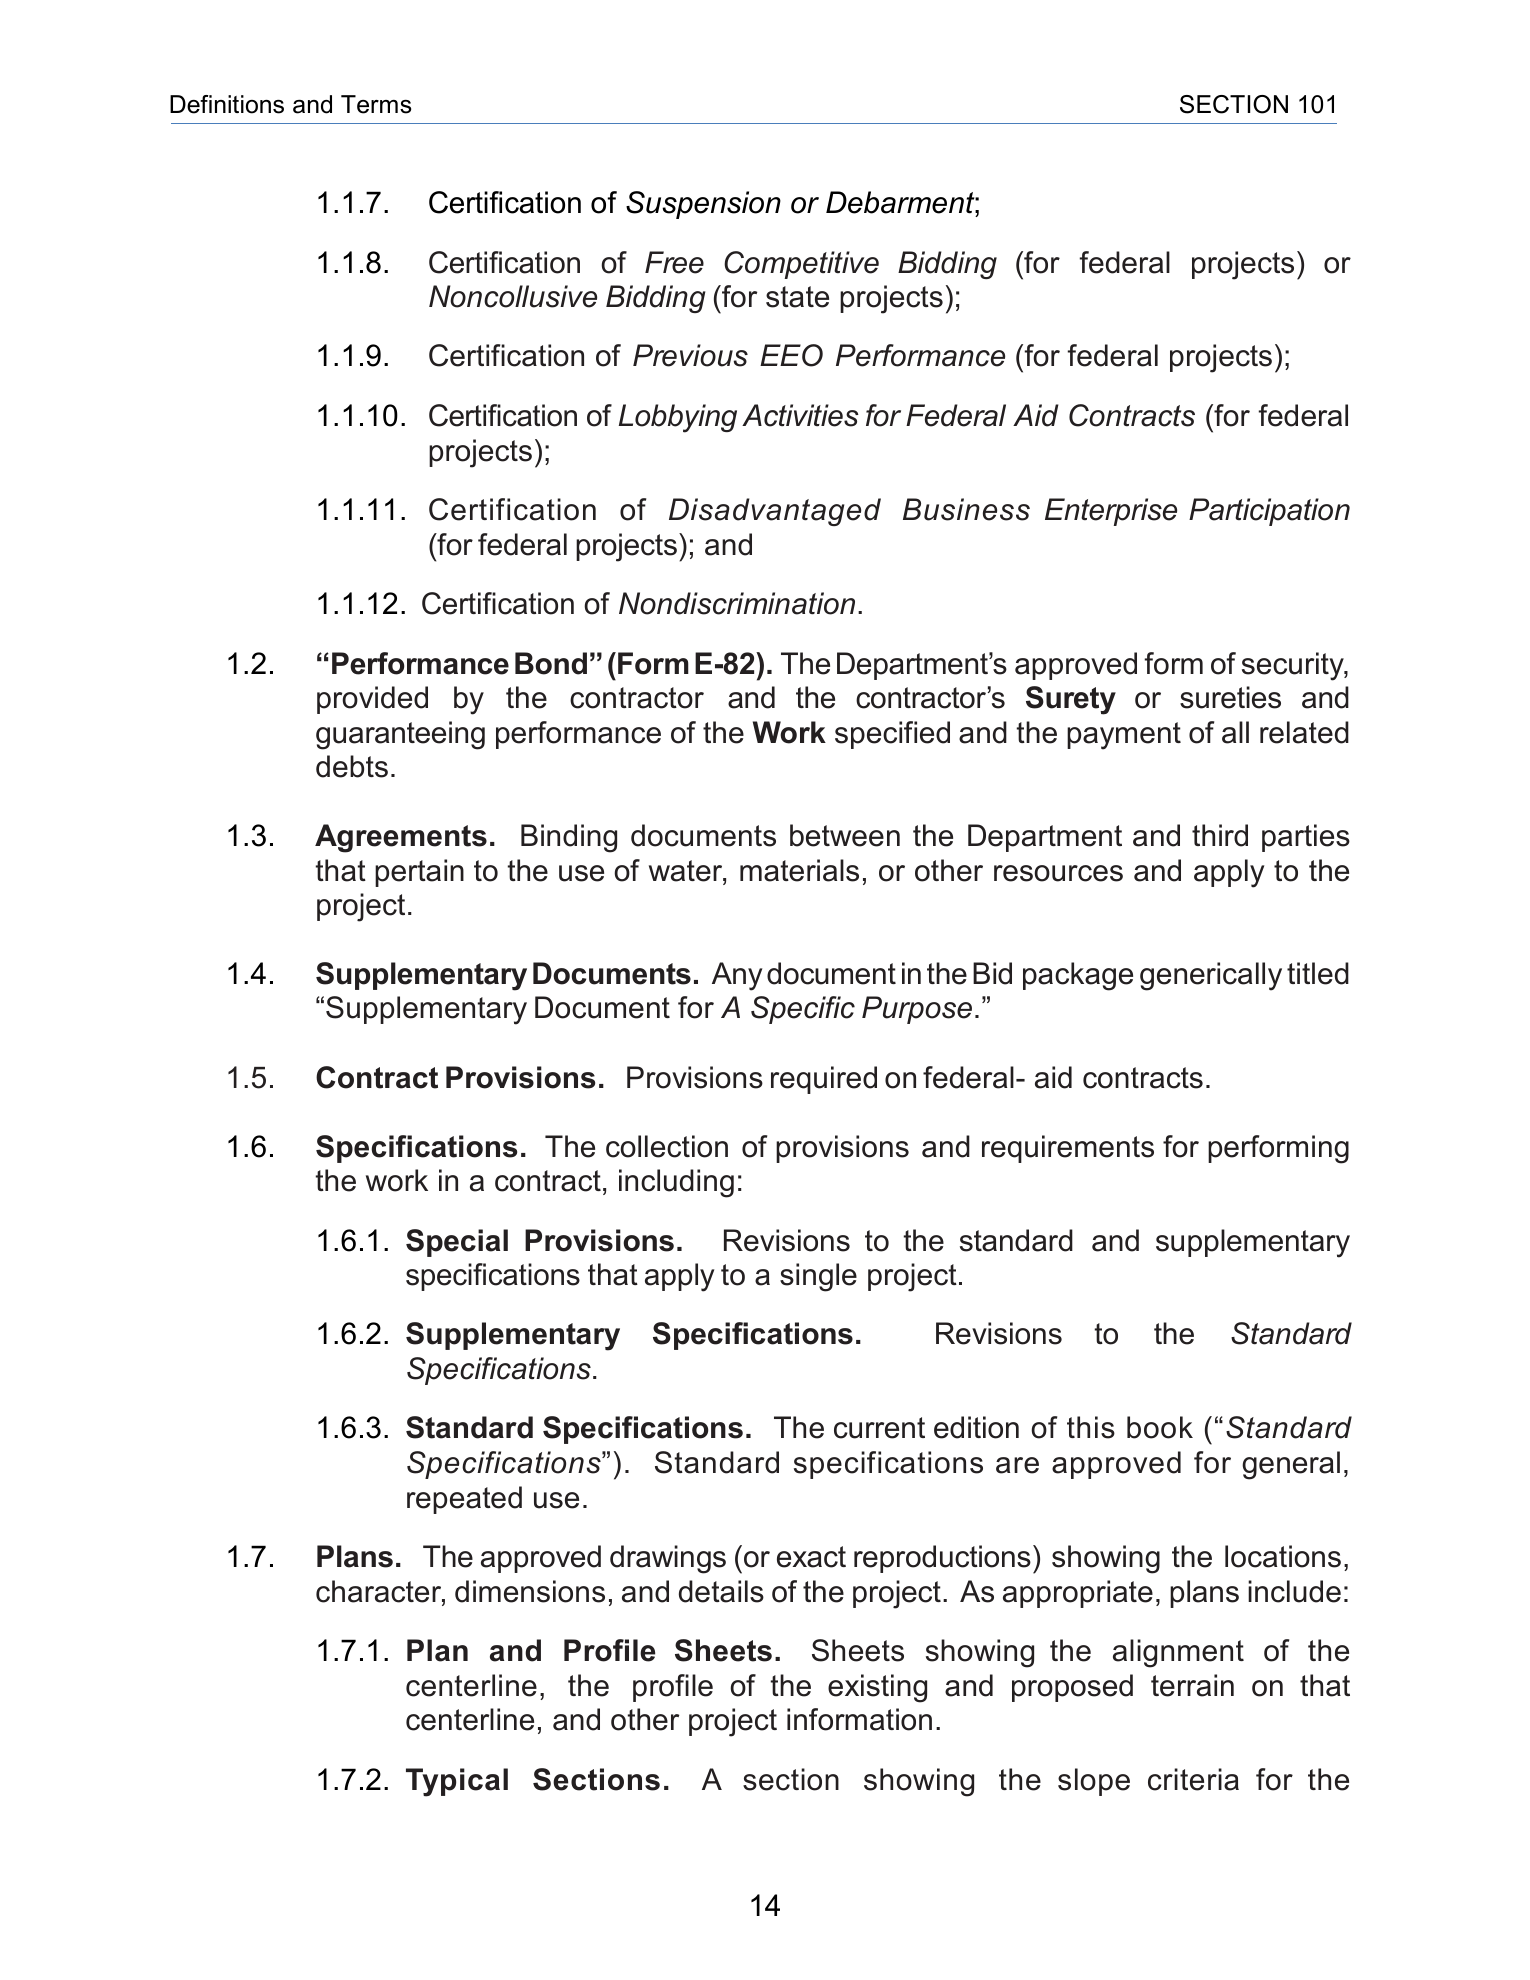 Definitions and Terms SECTION 101
1.1.7. Certification of Suspension or Debarment;
1.1.8. Certification of Free Competitive Bidding (for federal projects) or
Noncollusive Bidding (for state projects);
1.1.9. Certification of Previous EEO Performance (for federal projects);
1.1.10. Certification of Lobbying Activities for Federal Aid Contracts (for federal
projects);
1.1.11. Certification of Disadvantaged Business Enterprise Participation
(for federal projects); and
1.1.12. Certification of Nondiscrimination.
1.2. “Performance Bond” (Form E-82). The Department’s approved form of security,
provided by the contractor and the contractor’s Surety or sureties and
guaranteeing performance of the Work specified and the payment of all related
debts.
1.3. Agreements. Binding documents between the Department and third parties
that pertain to the use of water, materials, or other resources and apply to the
project.
1.4. Supplementary Documents. Any document in the Bid package generically titled
“Supplementary Document for A Specific Purpose.”
1.5. Contract Provisions. Provisions required on federal- aid contracts.
1.6. Specifications. The collection of provisions and requirements for performing
the work in a contract, including:
1.6.1. Special Provisions. Revisions to the standard and supplementary
specifications that apply to a single project.
1.6.2. Supplementary Specifications. Revisions to the Standard
Specifications.
1.6.3. Standard Specifications. The current edition of this book (“Standard
Specifications”). Standard specifications are approved for general,
repeated use.
1.7. Plans. The approved drawings (or exact reproductions) showing the locations,
character, dimensions, and details of the project. As appropriate, plans include:
1.7.1. Plan and Profile Sheets. Sheets showing the alignment of the
centerline, the profile of the existing and proposed terrain on that
centerline, and other project information.
1.7.2. Typical Sections. A section showing the slope criteria for the
14